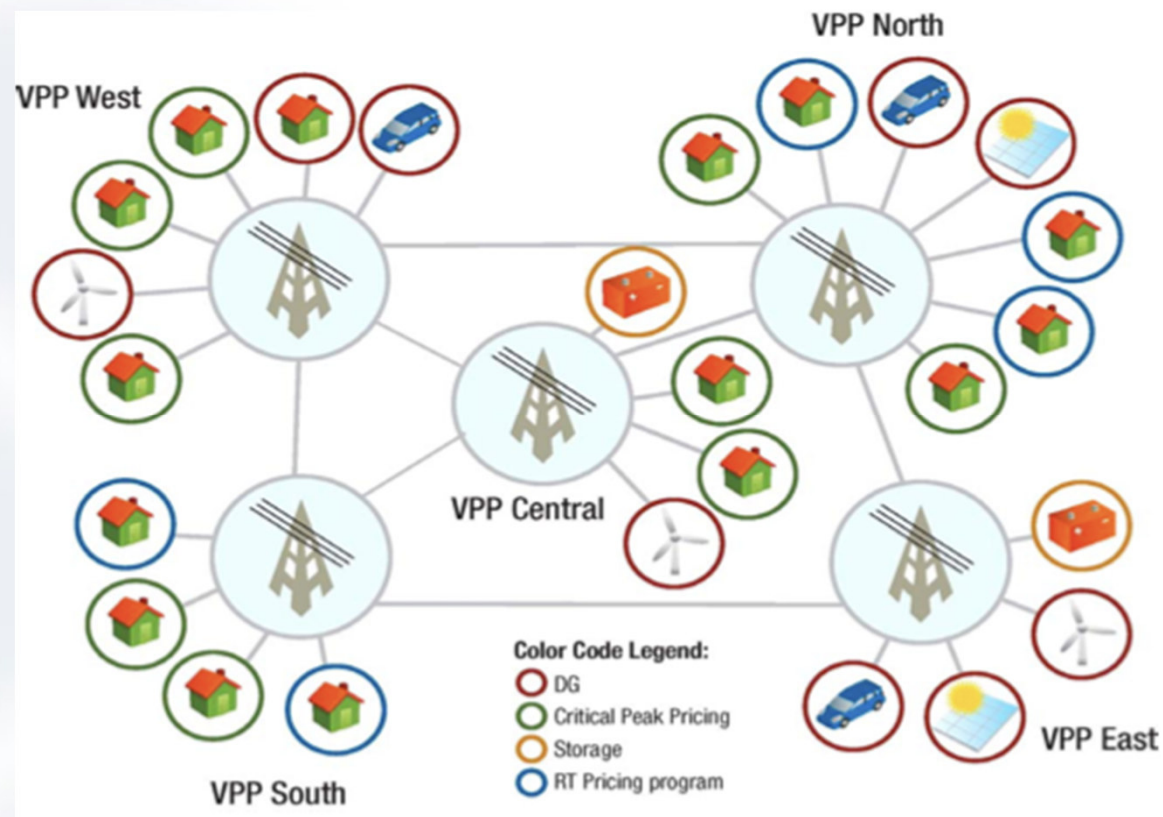 VPP North
VPP West
VPP Central
Color Code Legend:
DG
Critical Peak Pricing
Storage
RT Pricing program
VPP East
VPP South